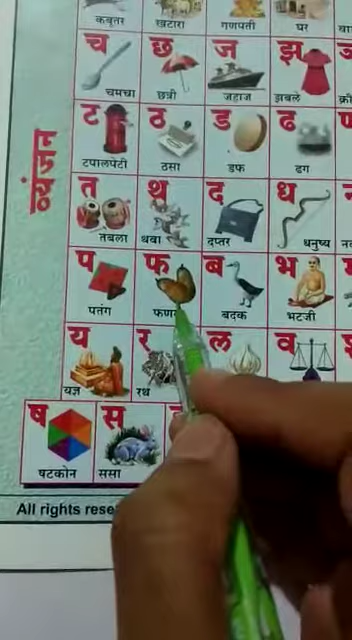 कबुतर खटारा गणपती घर
च छ ज झ
चमचा छत्री जहाज झबले
ट ठ ड ढ
टपालपेटी ठसा डफ ढग
व्यंजन
त थ द ध
तबला थवा दप्तर धनुष्य
प फ ब भ
पतंग बदक भटजी
य र ल व
यज्ञ रथ
ष स
षटकोन ससा
All rights rese